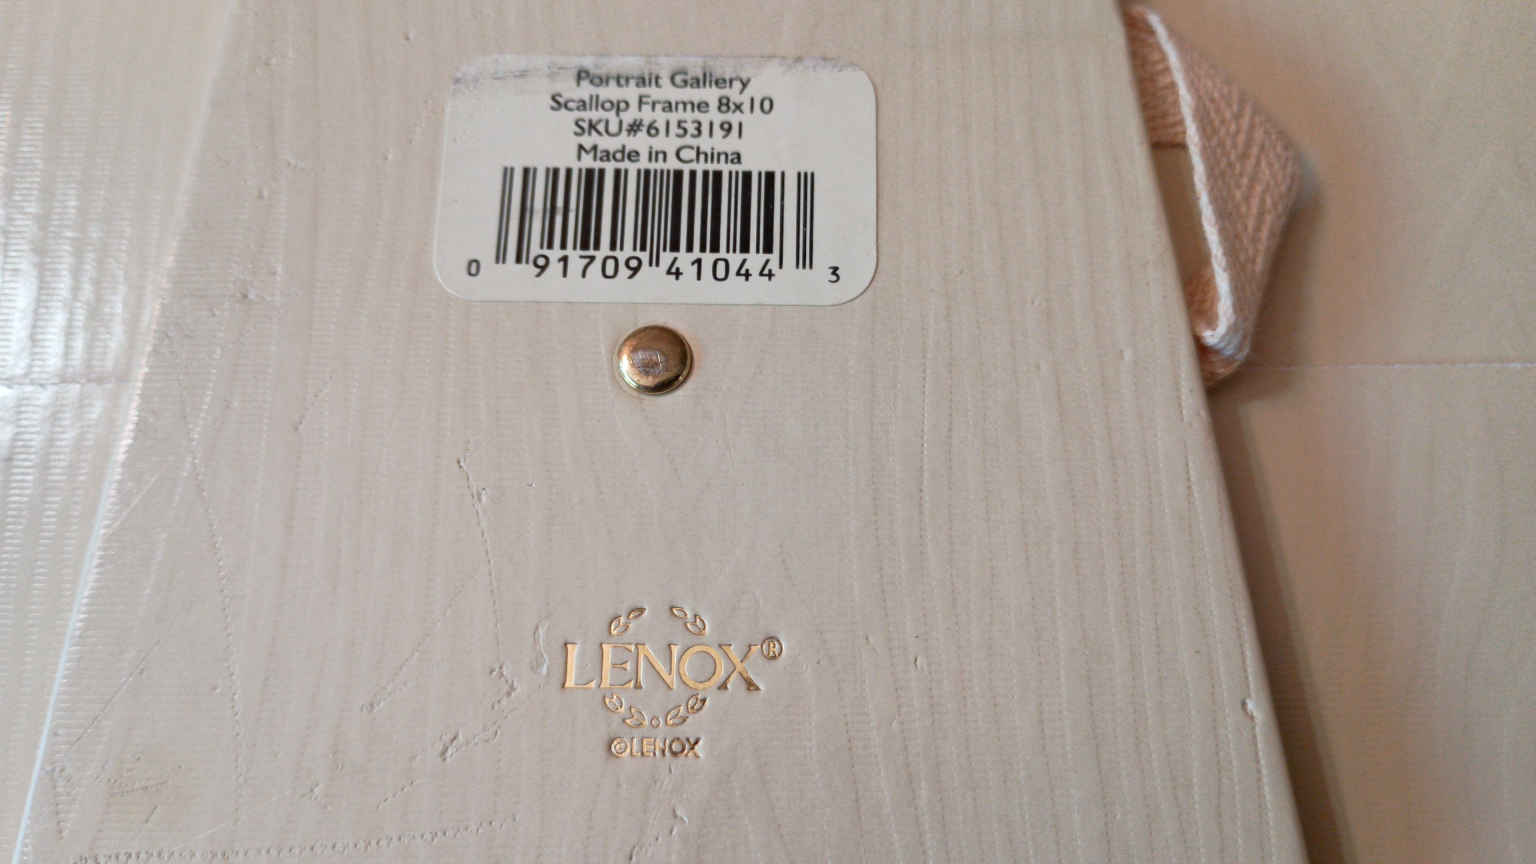 Portrait Gallery
Scallop Frame 8x10
SKU#6153191
Made in China
0 91709 41044 3
LENOX®
©LENOX